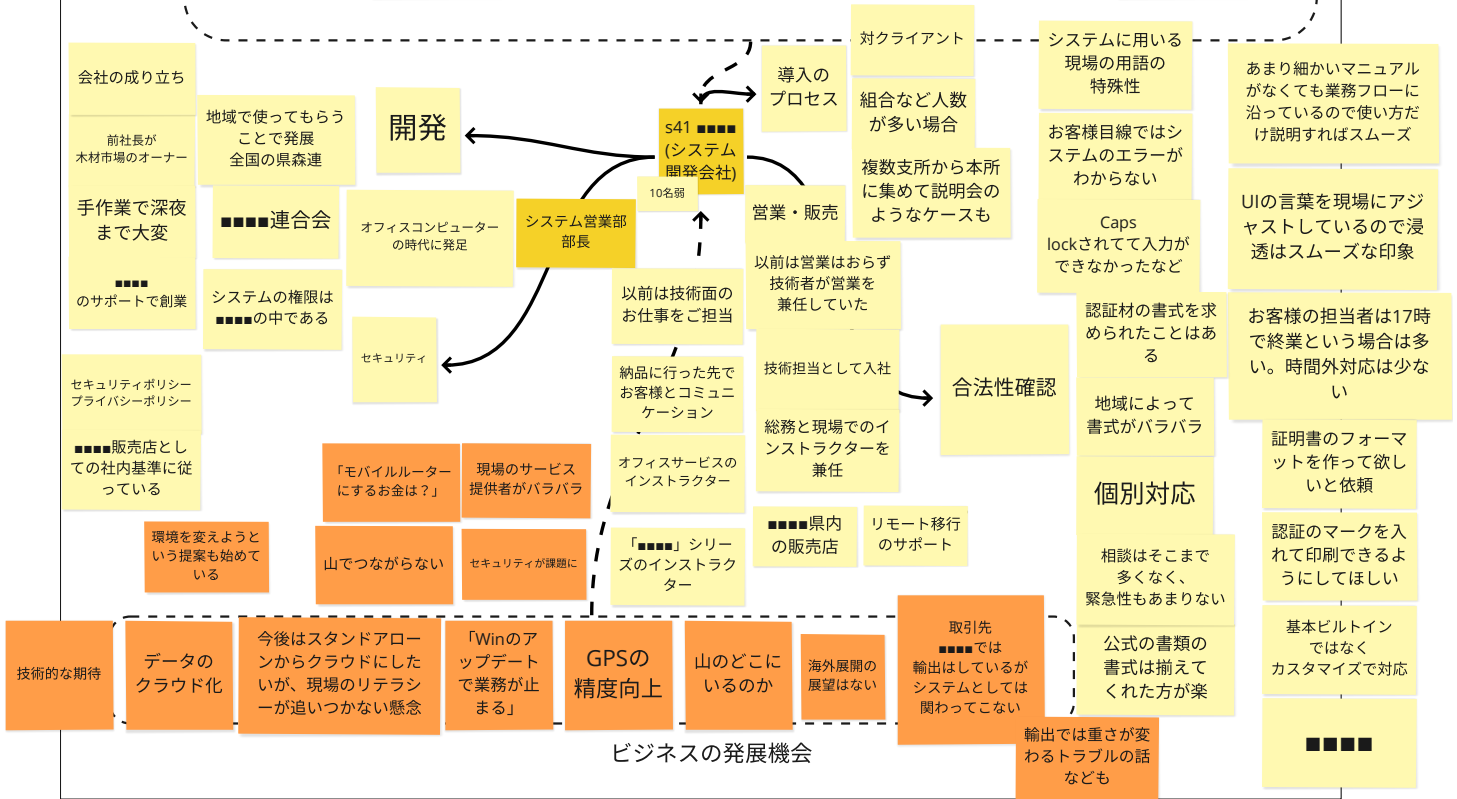 会社の成り立ち
前社長が
木材市場のオーナー
手作業で深夜
まで大変
■■■■
のサポートで創業
地域で使ってもらう
ことで発展
全国の県森連
■■■■連合会
システムの権限は
■■■■の中である
セキュリティポリシー
プライバシーポリシー
■■■■販売店とし
ての社内基準に従
っている
開発
オフィスコンピューター
の時代に発足
セキュリティ
システム営業部
部長
s41 ■■■■
(システム
開発会社)
10名弱
導入の
プロセス
対クライアント
組合など人数
が多い場合
複数支所から本所
に集めて説明会の
ようなケースも
営業・販売
以前は営業はおらず
技術者が営業を
兼任していた
技術担当として入社
総務と現場でのイ
ンストラクターを
兼任
■■■■県内
の販売店
リモート移行
のサポート
以前は技術面の
お仕事をご担当
納品に行った先で
お客様とコミュニ
ケーション
オフィスサービスの
インストラクター
「■■■■」シリー
ズのインストラク
ター
合法性確認
システムに用いる
現場の用語の
特殊性
お客様目線ではシ
ステムのエラーが
わからない
Caps
lockされてて入力が
できなかったなど
認証材の書式を求
められたことはあ
る
地域によって
書式がバラバラ
個別対応
相談はそこまで
多くなく、
緊急性もあまりない
公式の書類の
書式は揃えて
くれた方が楽
あまり細かいマニュアル
がなくても業務フローに
沿っているので使い方だ
け説明すればスムーズ
UIの言葉を現場にアジ
ャストしているので浸
透はスムーズな印象
お客様の担当者は17時
で終業という場合は多
い。時間外対応は少な
い
証明書のフォーマ
ットを作って欲し
いと依頼
認証のマークを入
れて印刷できるよ
うにしてほしい
基本ビルトイン
ではなく
カスタマイズで対応
■■■■
「モバイルルーター
にするお金は？」
現場のサービス
提供者がバラバラ
環境を変えようと
いう提案も始めて
いる
山でつながらない
セキュリティが課題に
技術的な期待
データの
クラウド化
今後はスタンドアロー
ンからクラウドにした
いが、現場のリテラシ
ーが追いつかない懸念
「Winのア
ップデート
で業務が止
まる」
GPSの
精度向上
山のどこに
いるのか
海外展開の
展望はない
取引先
■■■■では
輸出はしているが
システムとしては
関わってこない
輸出では重さが変
わるトラブルの話
なども
ビジネスの発展機会